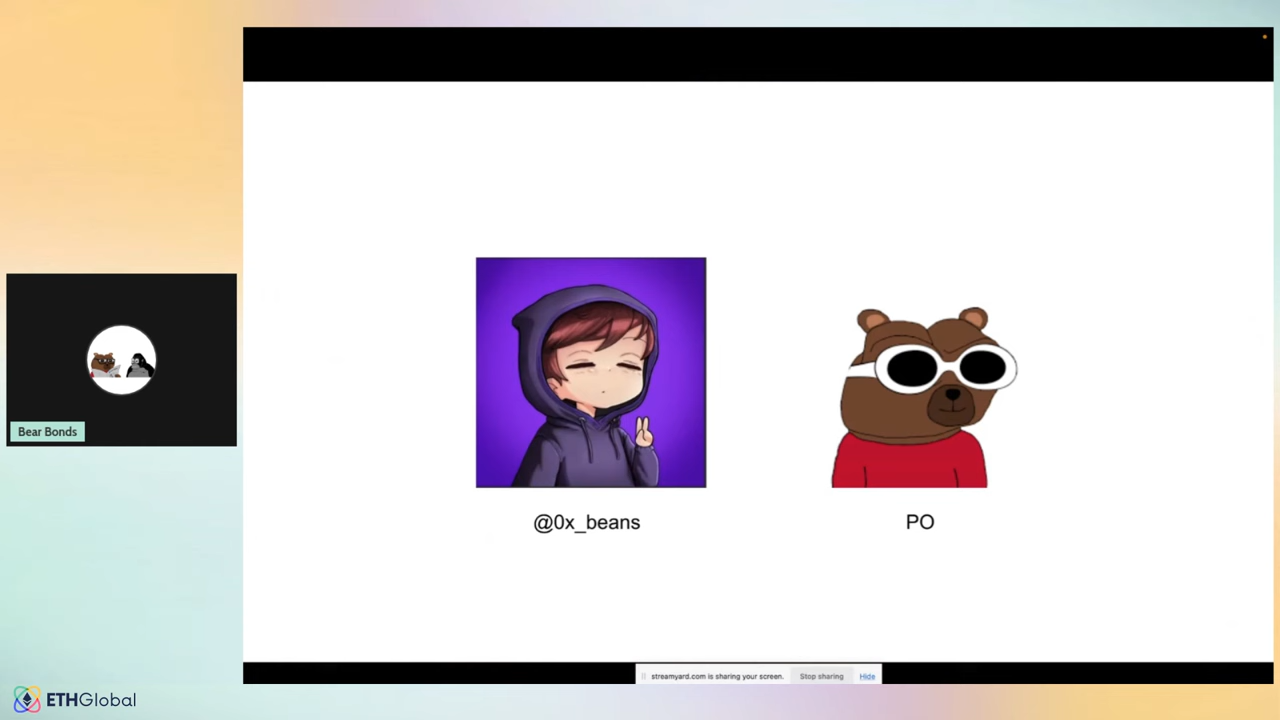 Bear Bonds
@0x_beans
PO
streamyard.com is sharing your screen.
Stop sharing
Hide
ETHGlobal